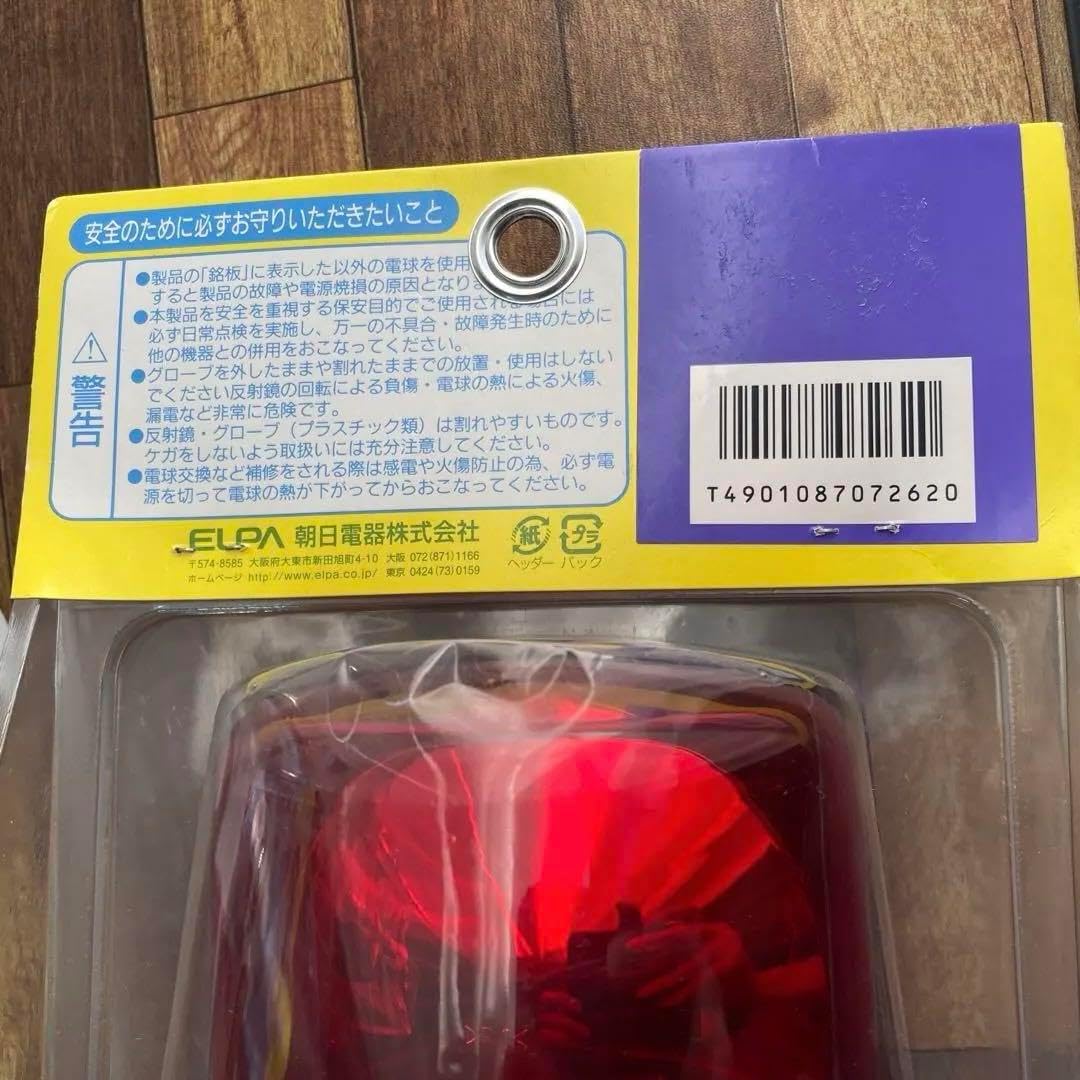 安全のために必ずお守りいただきたいこと
警告
●製品の「銘板」に表示した以外の電球を使用
すると製品の故障や電源焼損の原因となり
●本製品を安全を重視する保安目的でご使用される場合には
必ず日常点検を実施し、万一の不具合・故障発生時のために
他の機器との併用をおこなってください。
●グローブを外したままや割れたままでの放置・使用はしない
でください反射鏡の回転による負傷・電球の熱による火傷、
漏電など非常に危険です。
●反射鏡・グローブ（プラスチック類）は割れやすいものです。
ケガをしないよう取扱いには充分注意してください。
●電球交換など補修をされる際は感電や火傷防止の為、必ず電
源を切って電球の熱が下がってからおこなってください。
ELPA 朝日電器株式会社
〒574-8585 大阪府大東市新田旭町4-10 大阪 072(871)1166
ホームページ http://www.elpa.co.jp/ 東京 0424(73)0159
紙
ヘッダー
プラ
パック
T4901087072620